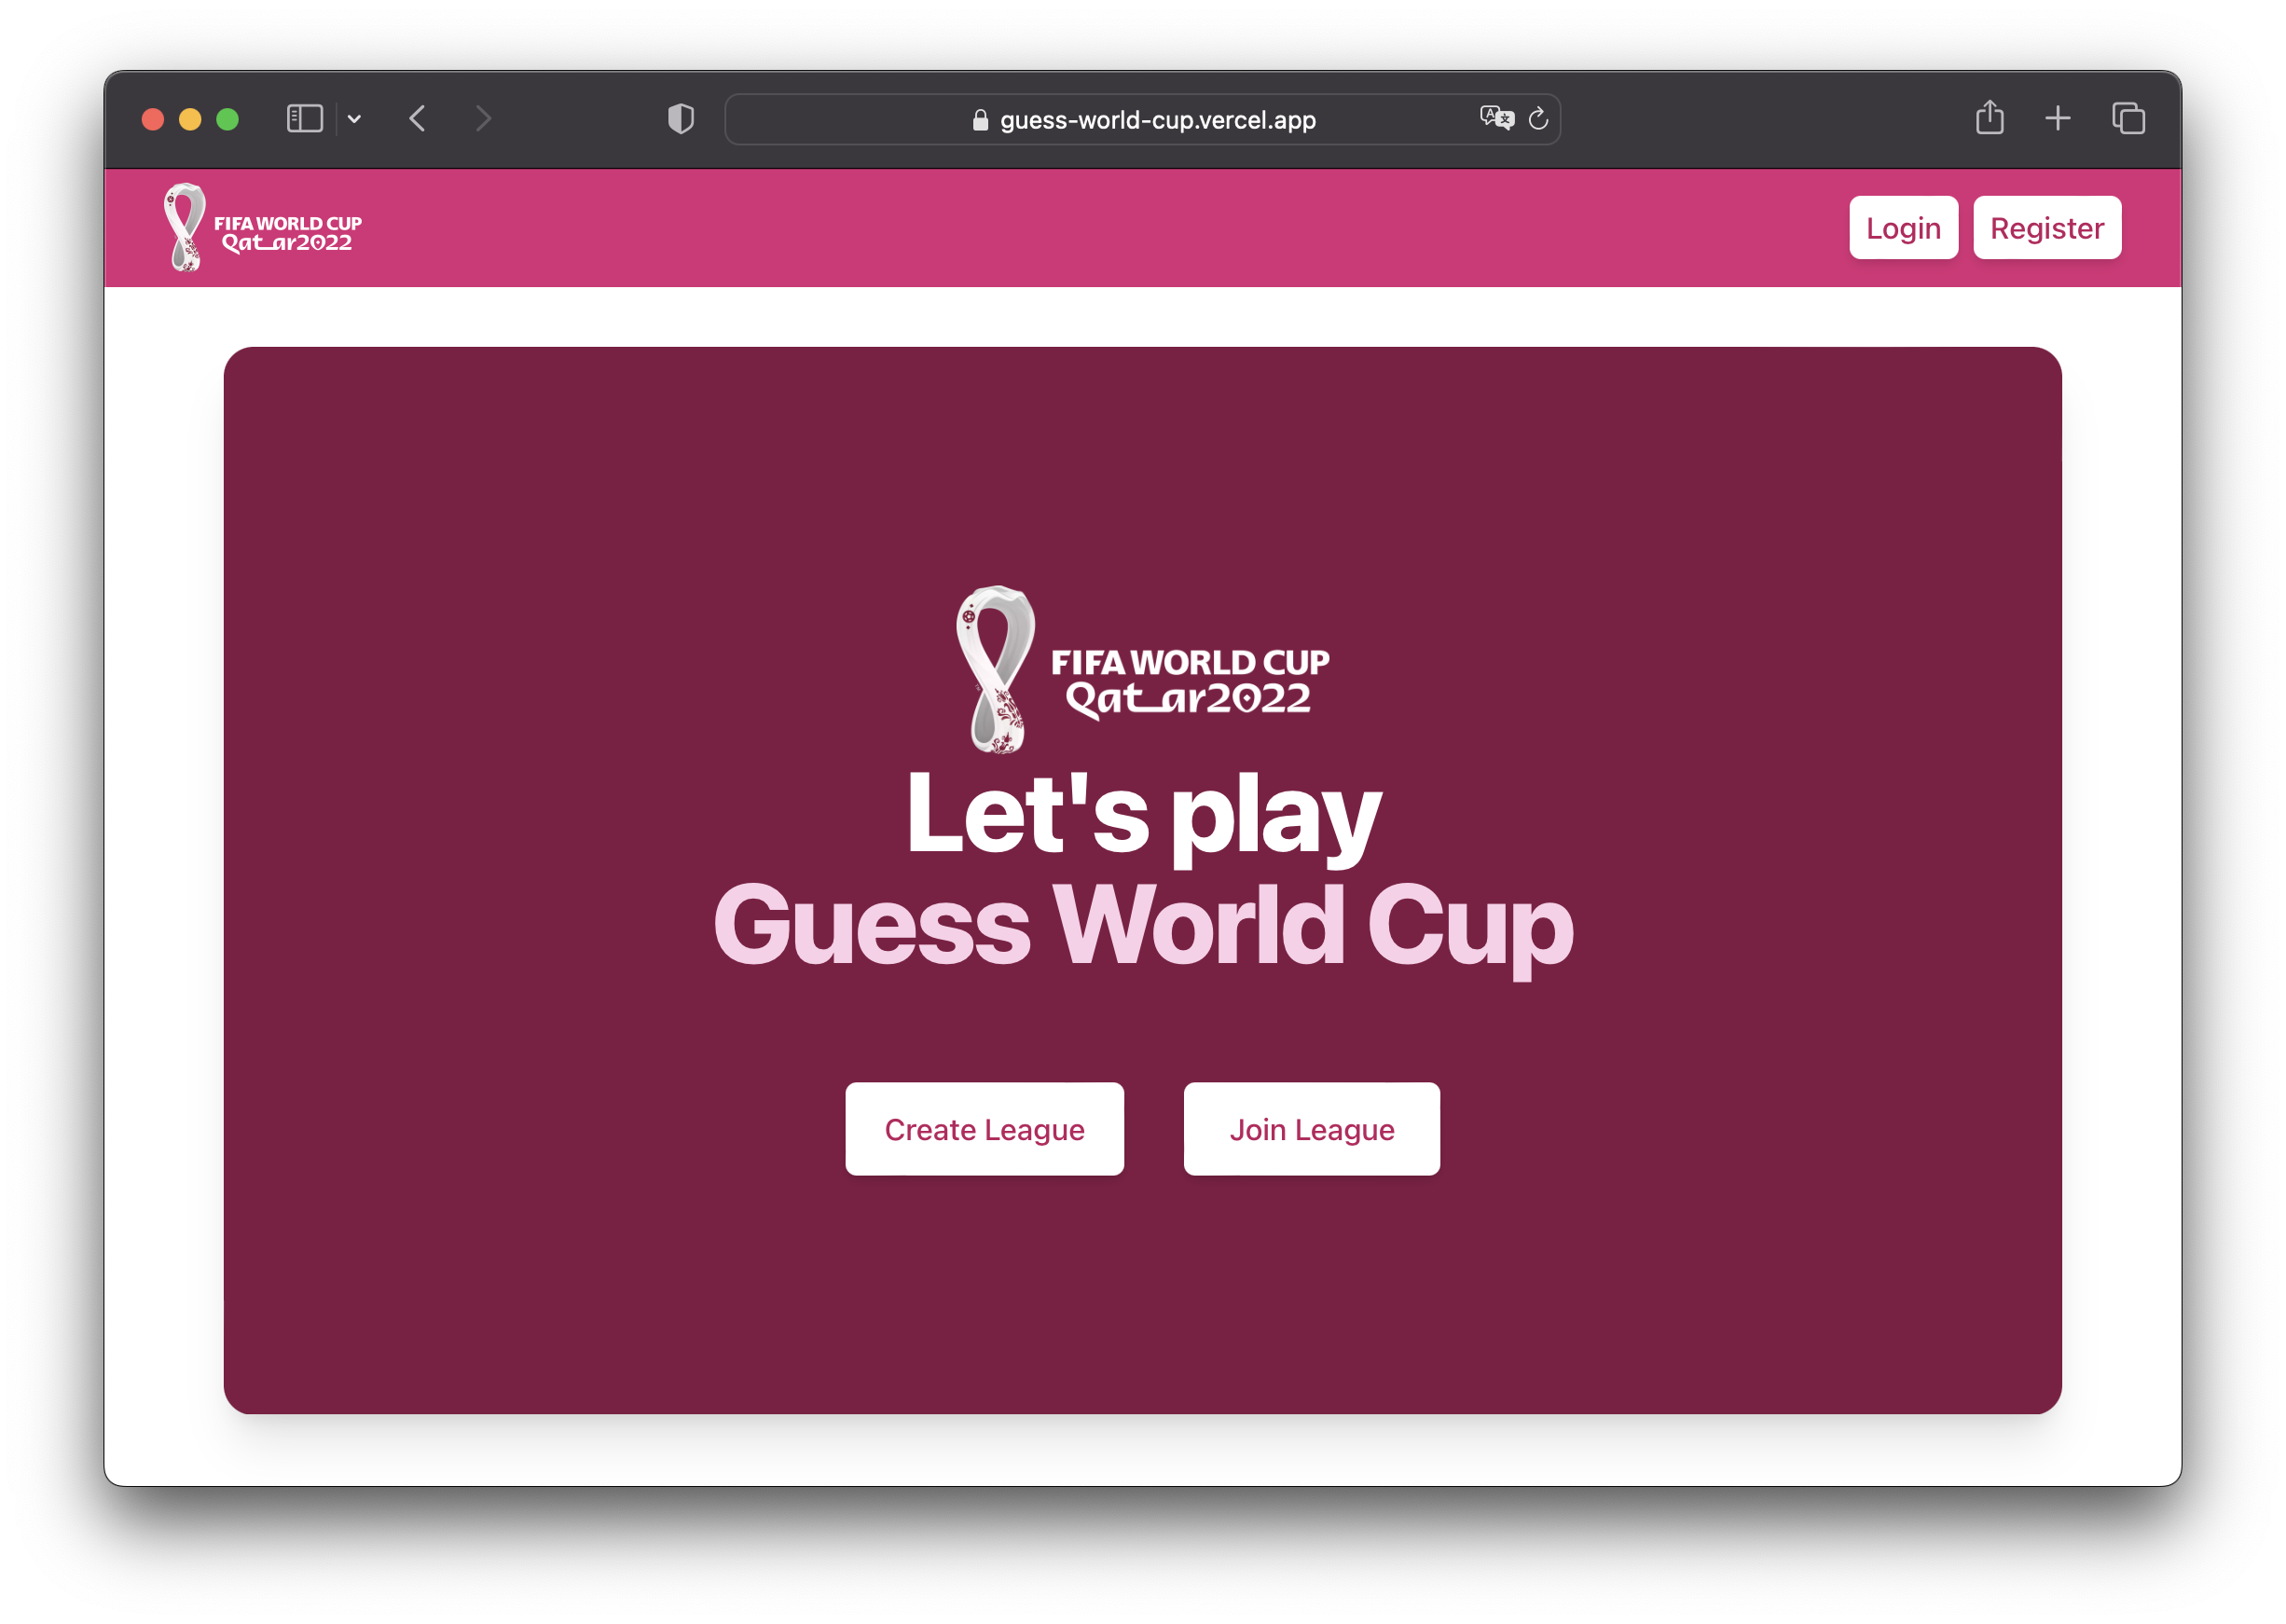 guess-world-cup.vercel.app
FIFA WORLD CUP
Qatar2022
Login
Register
FIFA WORLD CUP
Qatar2022
Let's play
Guess World Cup
Create League
Join League